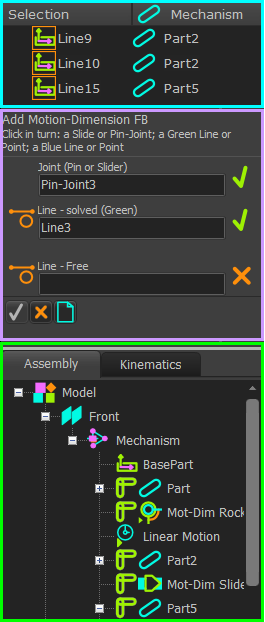 Selection Mechanism
Line9 Part2
Line10 Part2
Line15 Part5
Add Motion-Dimension FB
Click in turn: a Slide or Pin-Joint; a Green Line or
Point; a Blue Line or Point
Joint (Pin or Slider)
Pin-Joint3
Line - solved (Green)
Line3
Line - Free
Assembly Kinematics
Model
Front
Mechanism
BasePart
Part
Mot-Dim Rock
Linear Motion
Part2
Mot-Dim Slide
Part5